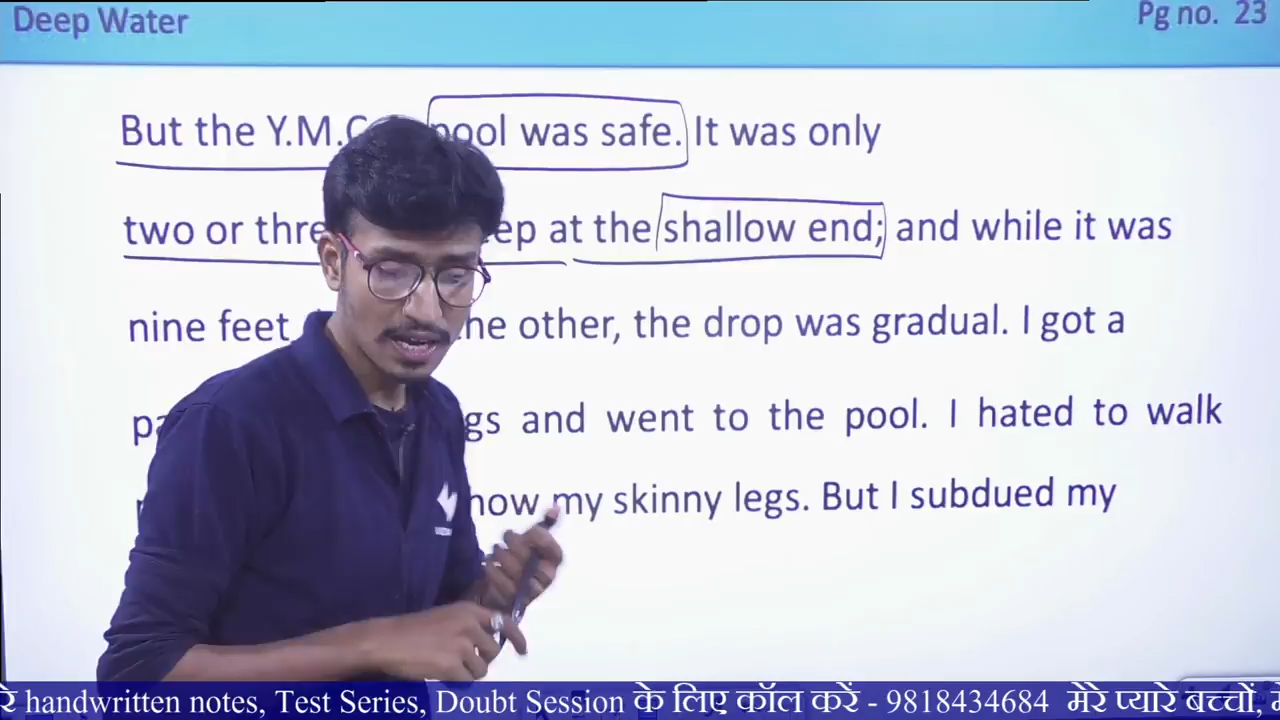 Deep Water
Pg no. 23
But the Y.M.C pool was safe. It was only
two or thre ep at the shallow end; and while it was
nine feet he other, the drop was gradual. I got a
pa gs and went to the pool. I hated to walk
how my skinny legs. But I subdued my
रे handwritten notes, Test Series, Doubt Session के लिए कॉल करें - 9818434684 मेरे प्यारे बच्चों,